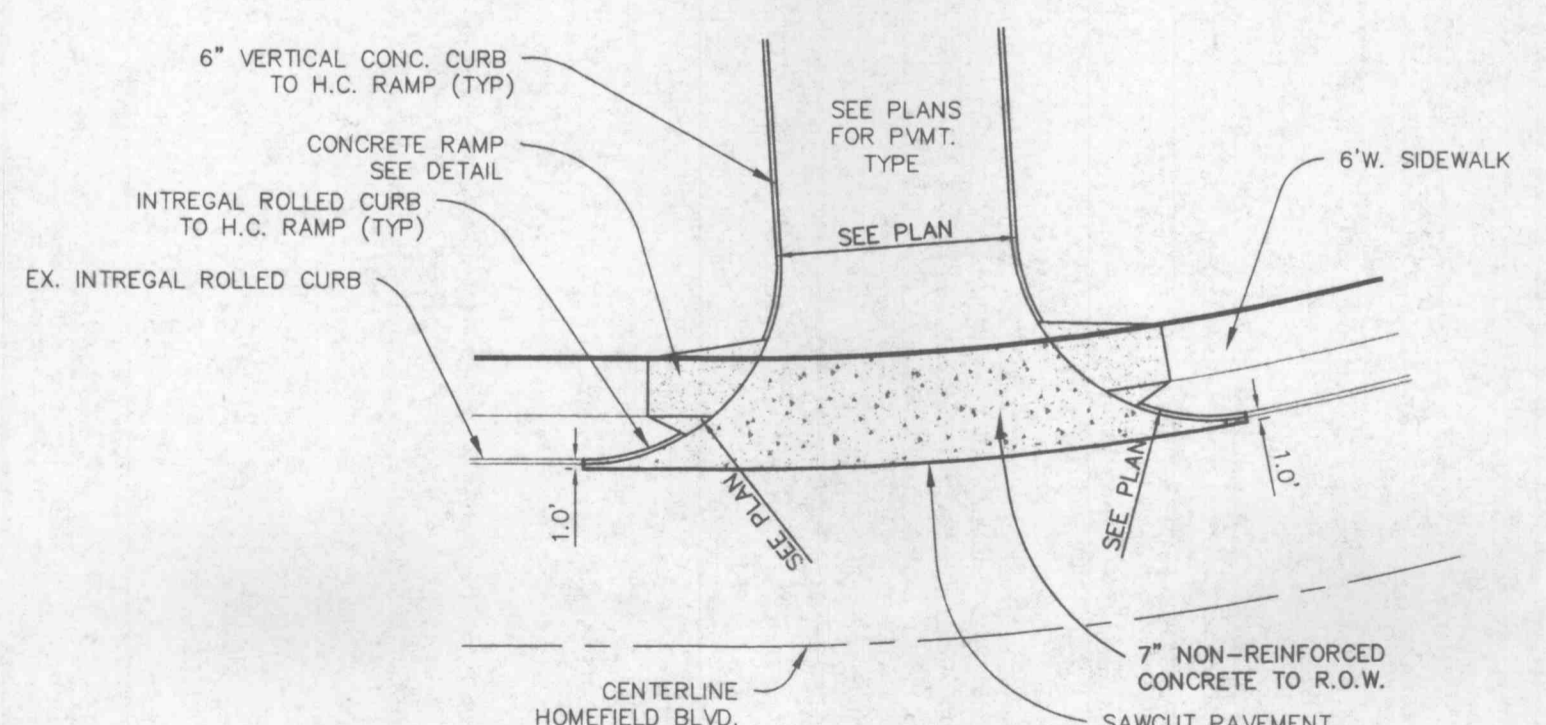 6" VERTICAL CONC. CURB
TO H.C. RAMP (TYP)
CONCRETE RAMP
SEE DETAIL
INTREGAL ROLLED CURB
TO H.C. RAMP (TYP)
EX. INTREGAL ROLLED CURB
SEE PLANS
FOR PVMT.
TYPE
6'W. SIDEWALK
SEE PLAN
1.0'
SEE PLAN
SEE PLAN
1.0'
7" NON-REINFORCED
CONCRETE TO R.O.W.
CENTERLINE
HOMEFIELD BLVD.
SAWCUT PAVEMENT